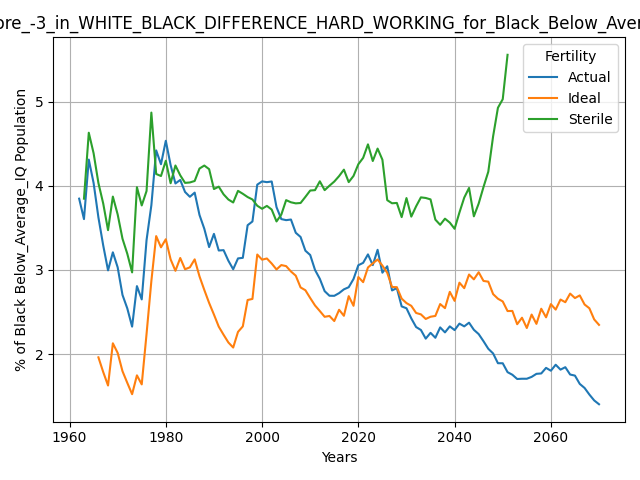 ore_-3_in_WHITE_BLACK_DIFFERENCE_HARD_WORKING_for_Black_Below_Aver
Fertility
Actual
Ideal
Sterile
% of Black Below_Average_IQ Population
5
4
3
2
1960 1980 2000 2020 2040 2060
Years